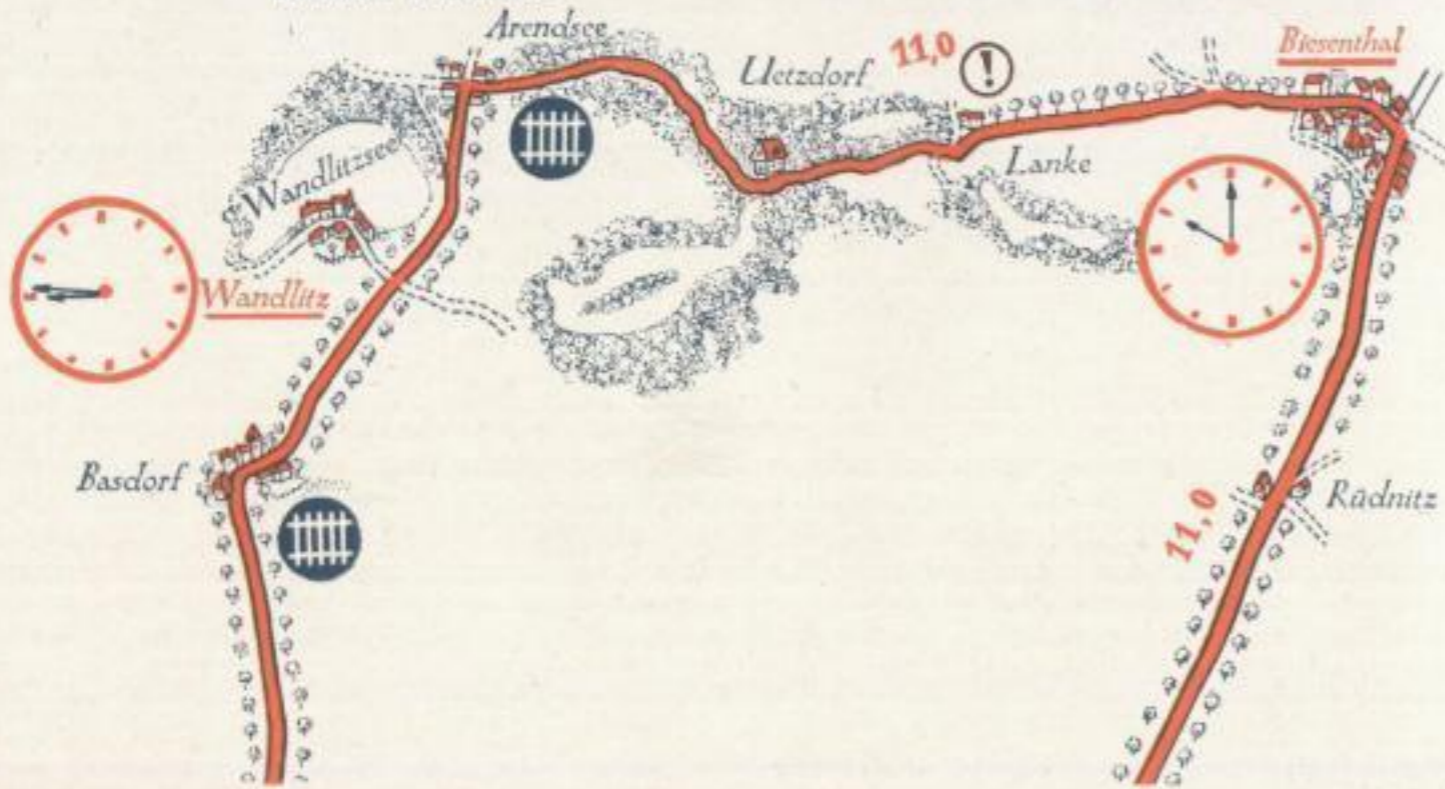 Arendsee
Uetzdorf
11,0
!
Biesenthal
Wandlitzsee
Lanke
Wandlitz
Basdorf
11,0
Rüdnitz